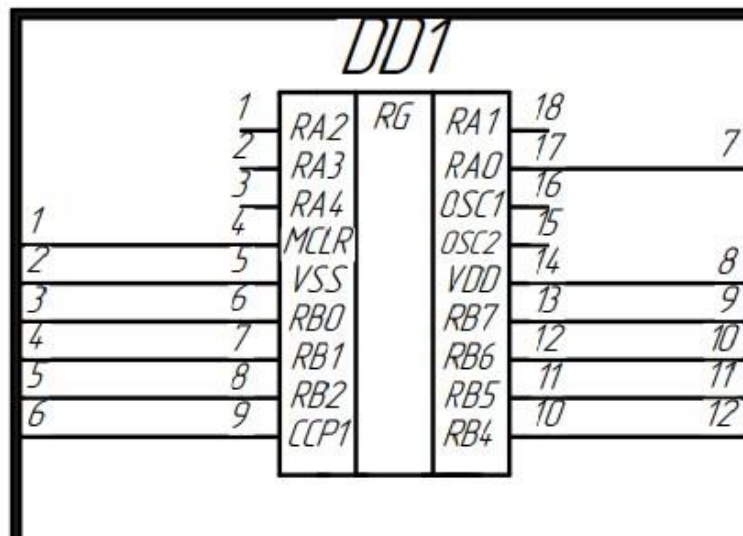 DD1
1 RA2 RG RA1 18
2 RA3 RA0 17 7
3 RA4 OSC1 16
1 4 MCLR OSC2 15
2 5 VSS VDD 14 8
3 6 RB0 RB7 13 9
4 7 RB1 RB6 12 10
5 8 RB2 RB5 11 11
6 9 CCP1 RB4 10 12